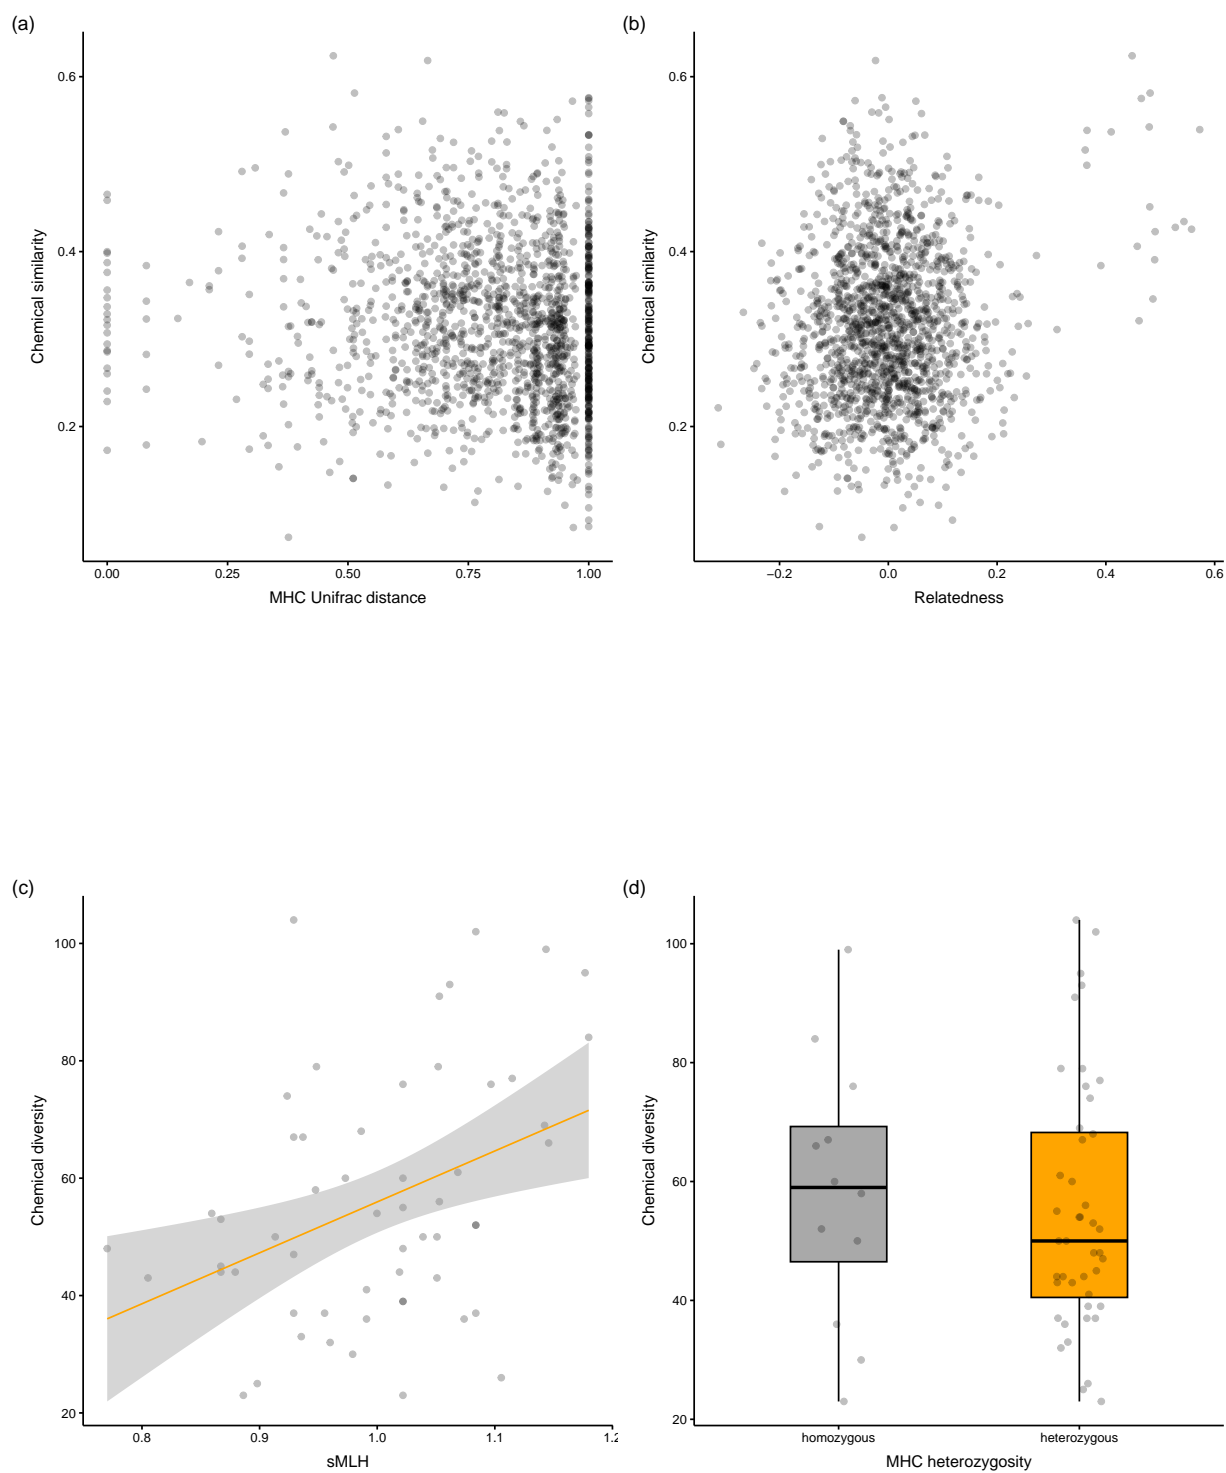 (a)
(b)
0.6
0.4
0.2
Chemical similarity
0.00 0.25 0.50 0.75 1.00
MHC Unifrac distance
0.6
0.4
0.2
Chemical similarity
−0.2 0.0 0.2 0.4 0.6
Relatedness
(c)
(d)
100
80
60
40
20
Chemical diversity
0.8 0.9 1.0 1.1 1.2
sMLH
100
80
60
40
20
Chemical diversity
homozygous heterozygous
MHC heterozygosity